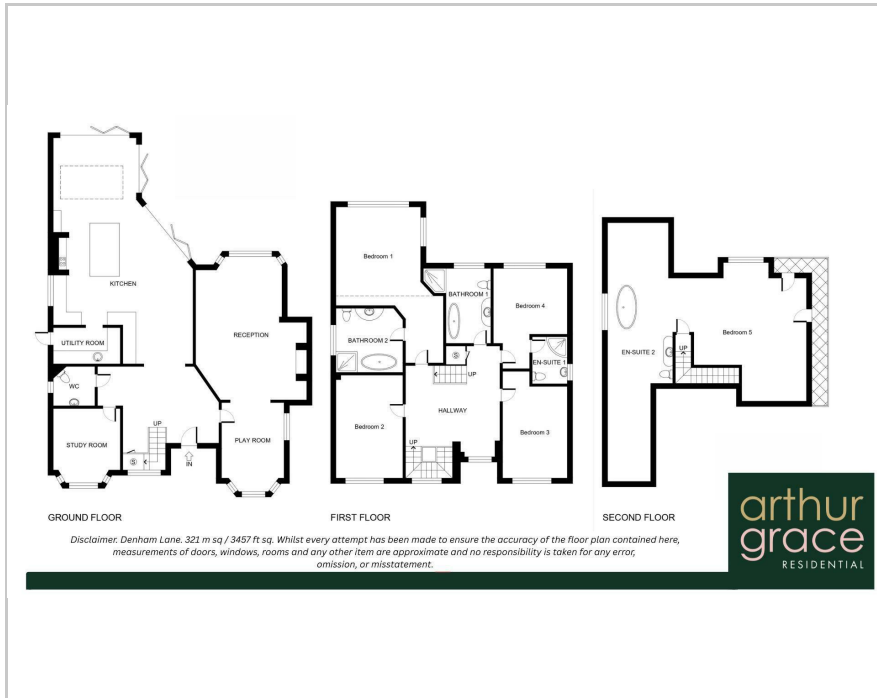 KITCHEN
UTILITY ROOM
WC
STUDY ROOM
S
UP
IN
RECEPTION
PLAY ROOM
GROUND FLOOR
Bedroom 1
BATHROOM 1
Bedroom 4
BATHROOM 2
S
EN-SUITE 1
UP
HALLWAY
Bedroom 2
Bedroom 3
UP
FIRST FLOOR
EN-SUITE 2
UP
Bedroom 5
SECOND FLOOR
Disclaimer: Denham Lane. 321 m sq / 3457 ft sq. Whilst every attempt has been made to ensure the accuracy of the floor plan contained here,
measurements of doors, windows, rooms and any other item are approximate and no responsibility is taken for any error,
omission, or misstatement.
arthur
grace
RESIDENTIAL